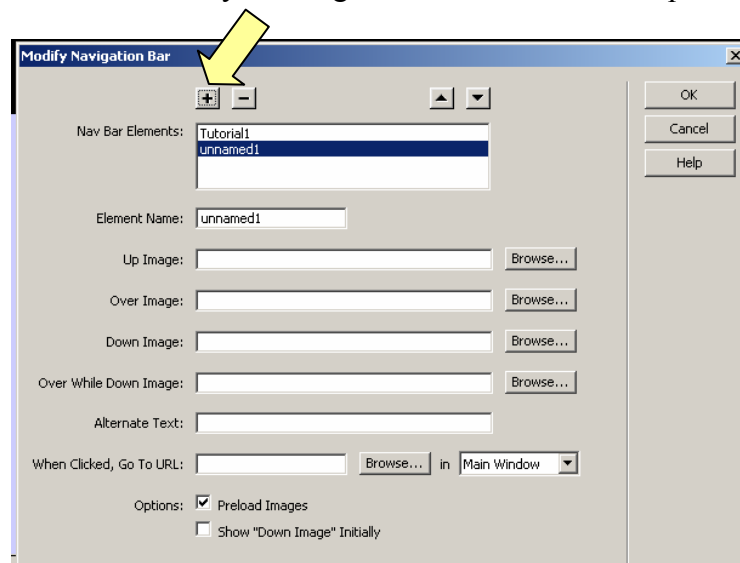 Modify Navigation Bar
+ -
OK
Nav Bar Elements: Tutorial1
Cancel
unnamed1
Help
Element Name: unnamed1
Up Image: Browse...
Over Image: Browse...
Down Image: Browse...
Over While Down Image: Browse...
Alternate Text:
When Clicked, Go To URL: Browse... in Main Window
Options: Preload Images
Show "Down Image" Initially